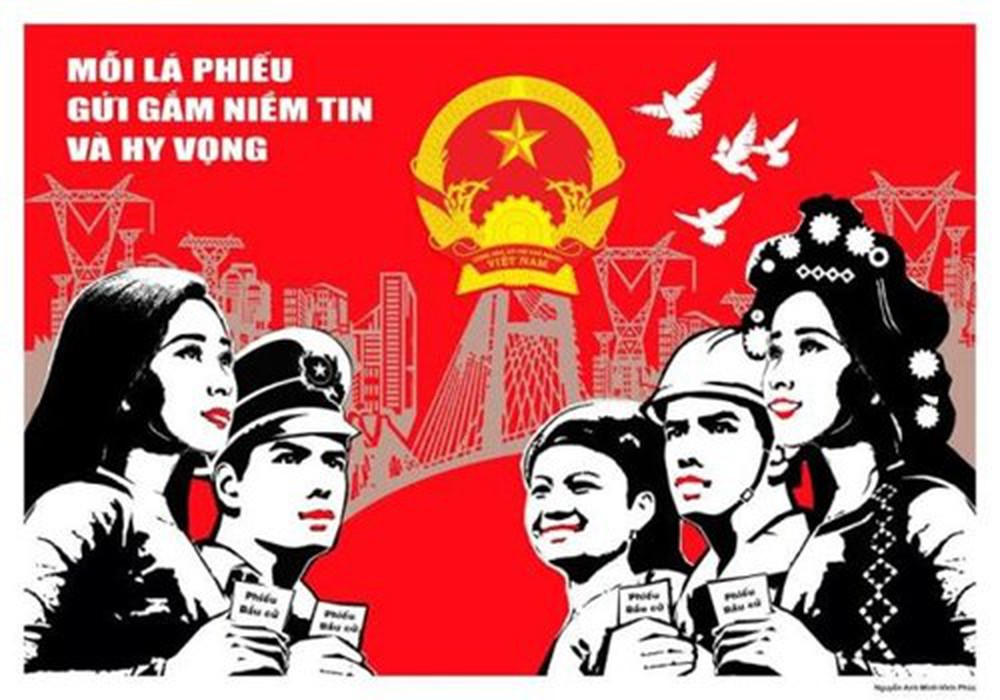 MỖI LÁ PHIẾU
GỬI GẮM NIỀM TIN
VÀ HY VỌNG
VIỆT NAM
Phiếu
Bầu cử
Phiếu
Bầu cử
Phiếu
Bầu cử
Phiếu
Bầu cử